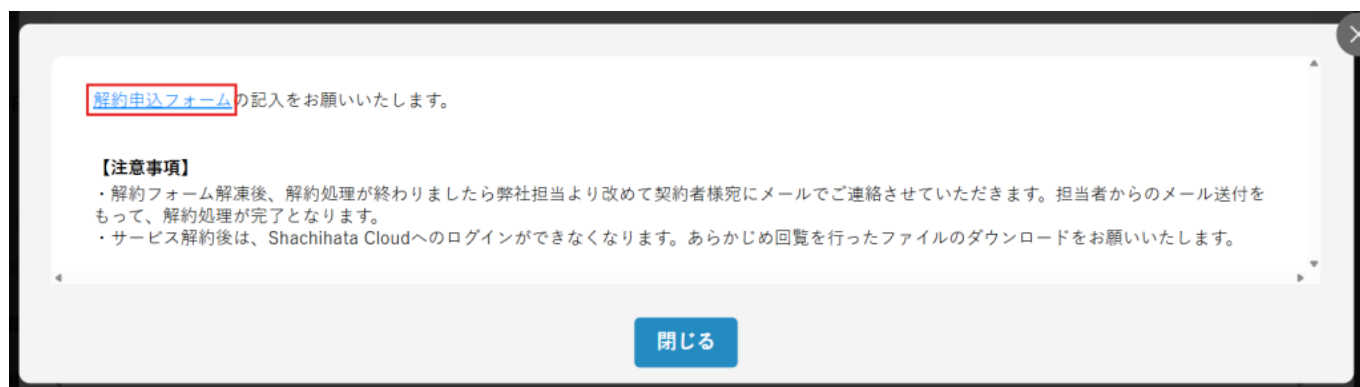 解約申込フォームの記入をお願いいたします。
【注意事項】
・解約フォーム解凍後、解約処理が終わりましたら弊社担当より改めて契約者様宛にメールでご連絡させていただきます。担当者からのメール送付を
もって、解約処理が完了となります。
・サービス解約後は、Shachihata Cloudへのログインができなくなります。あらかじめ回覧を行ったファイルのダウンロードをお願いいたします。
閉じる